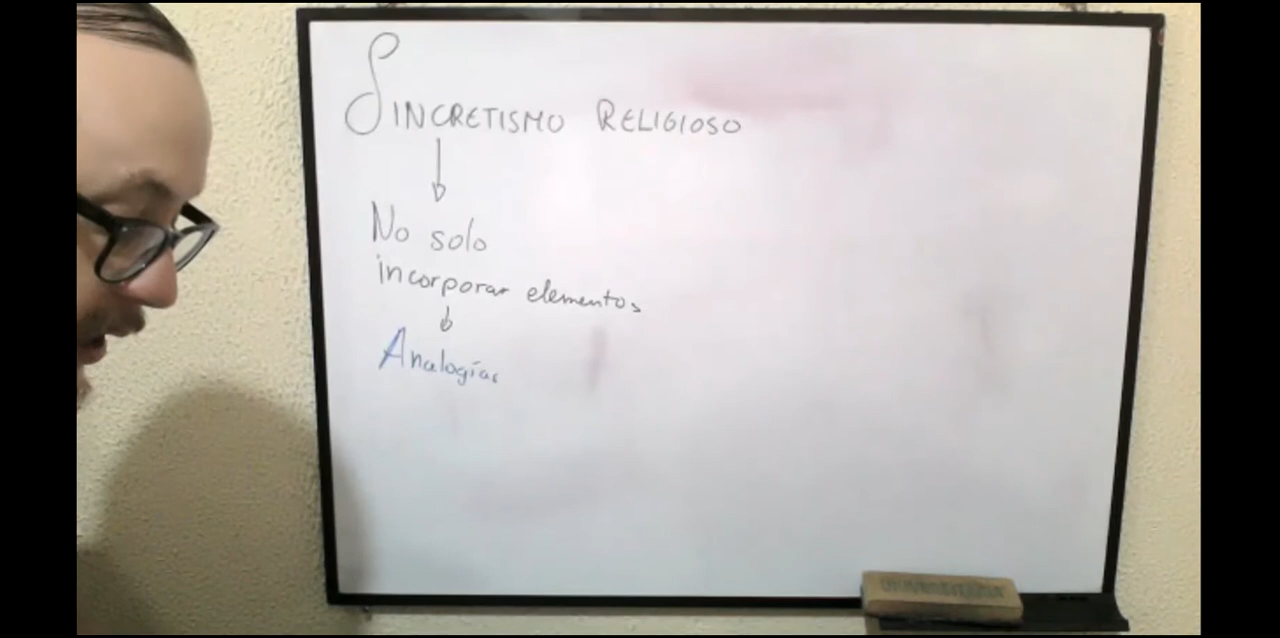 SINCRETISMO RELIGIOSO
No solo
incorporar elementos
Analogías